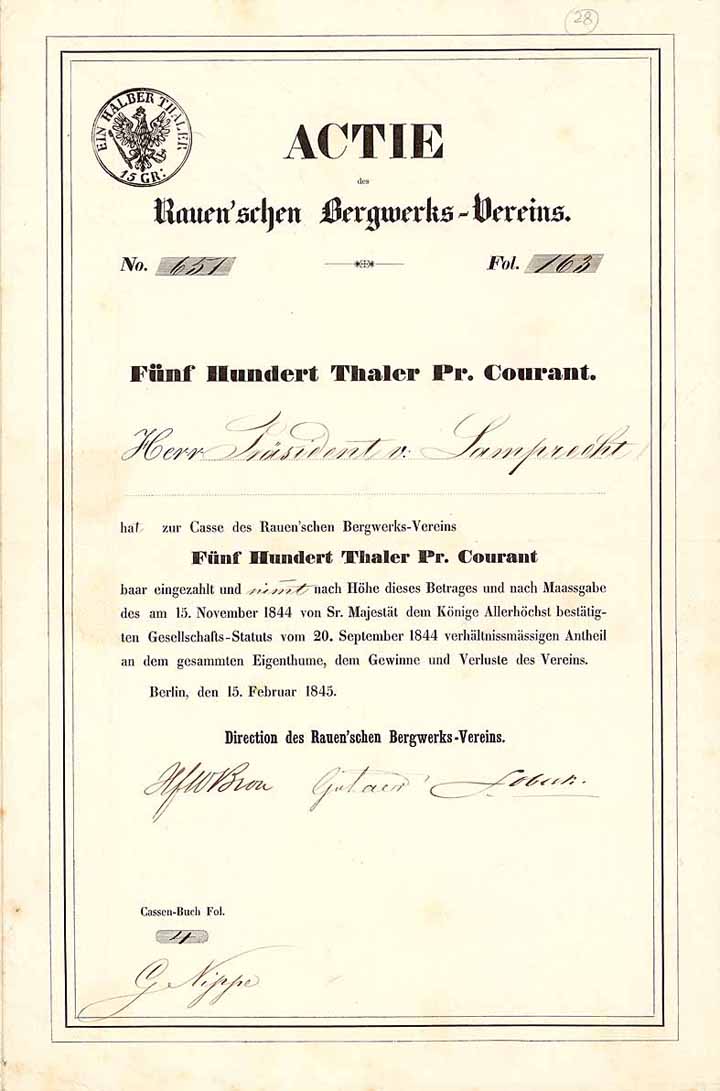 28
EIN HALBER THALER
15 GR:
ACTIE
des
Rauen'schen Bergwerks-Vereins.
No. 651
Fol. 163
Fünf Hundert Thaler Pr. Courant.
Herr Präsident v. Lamprecht
hat zur Casse des Rauen'schen Bergwerks-Vereins
Fünf Hundert Thaler Pr. Courant
baar eingezahlt und nimmt nach Höhe dieses Betrages und nach Maassgabe
des am 15. November 1844 von Sr. Majestät dem Könige Allerhöchst bestätig-
ten Gesellschafts-Statuts vom 20. September 1844 verhältnissmässigen Antheil
an dem gesammten Eigenthume, dem Gewinne und Verluste des Vereins.
Berlin, den 15. Februar 1845.
Direction des Rauen'schen Bergwerks-Vereins.
Cassen-Buch Fol.
4
G Nippe